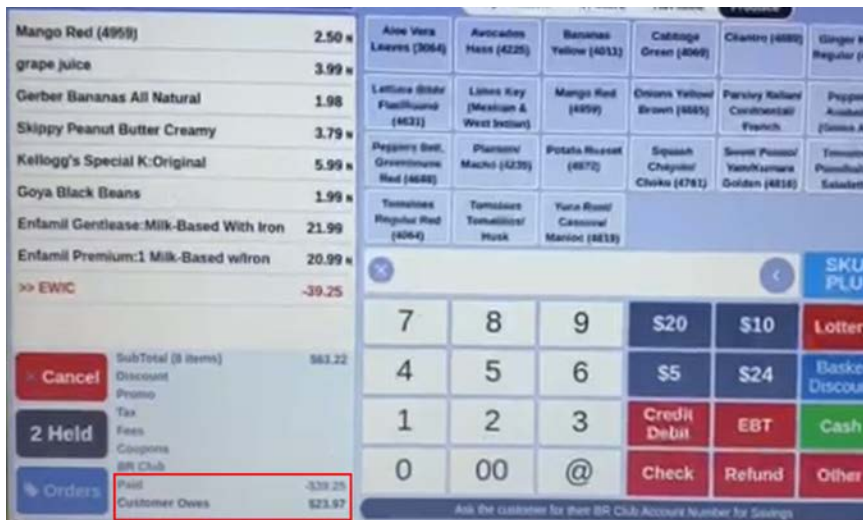 Produce
Mango Red (4959) 2.50 N
grape juice 3.99 N
Gerber Bananas All Natural 1.98
Skippy Peanut Butter Creamy 3.79 N
Kellogg's Special K:Original 5.99 N
Goya Black Beans 1.99 N
Enfamil Gentlease:Milk-Based With Iron 21.99
Enfamil Premium:1 Milk-Based w/Iron 20.99 N
>> EWIC -39.25
Cancel
2 Held
Orders
SubTotal (8 items) $63.22
Discount
Promo
Tax
Fees
Coupons
BR Club
Paid -$39.25
Customer Owes $23.97
Aloe Vera
Leaves (3064)
Avocados
Hass (4225)
Bananas
Yellow (4011)
Cabbage
Green (4069)
Cilantro (4889)
Ginger
Regular
Limes Key
(Mexican &
West Indian)
Mango Red
(4959)
Onions Yellow/
Brown (4665)
Parsley Italian/
Continental/
French
Peppers Bell,
Greenhouse
Red (4688)
Plantain/
Macho (4235)
Potato Russet
(4072)
Squash
Chayote/
Choko (4761)
Sweet Potato/
Yam/Kumara
Golden (4816)
Tomatoes
Regular Red
(4064)
Tomatoes
Tomatillos/
Husk
Yuca Root/
Cassava/
Manioc (4819)
SKU
PLU
7 8 9 $20 $10
4 5 6 $5 $24
1 2 3 Credit
Debit EBT Cash
0 00 @ Check Refund Other
Ask the customer for their BR Club Account Number for Savings